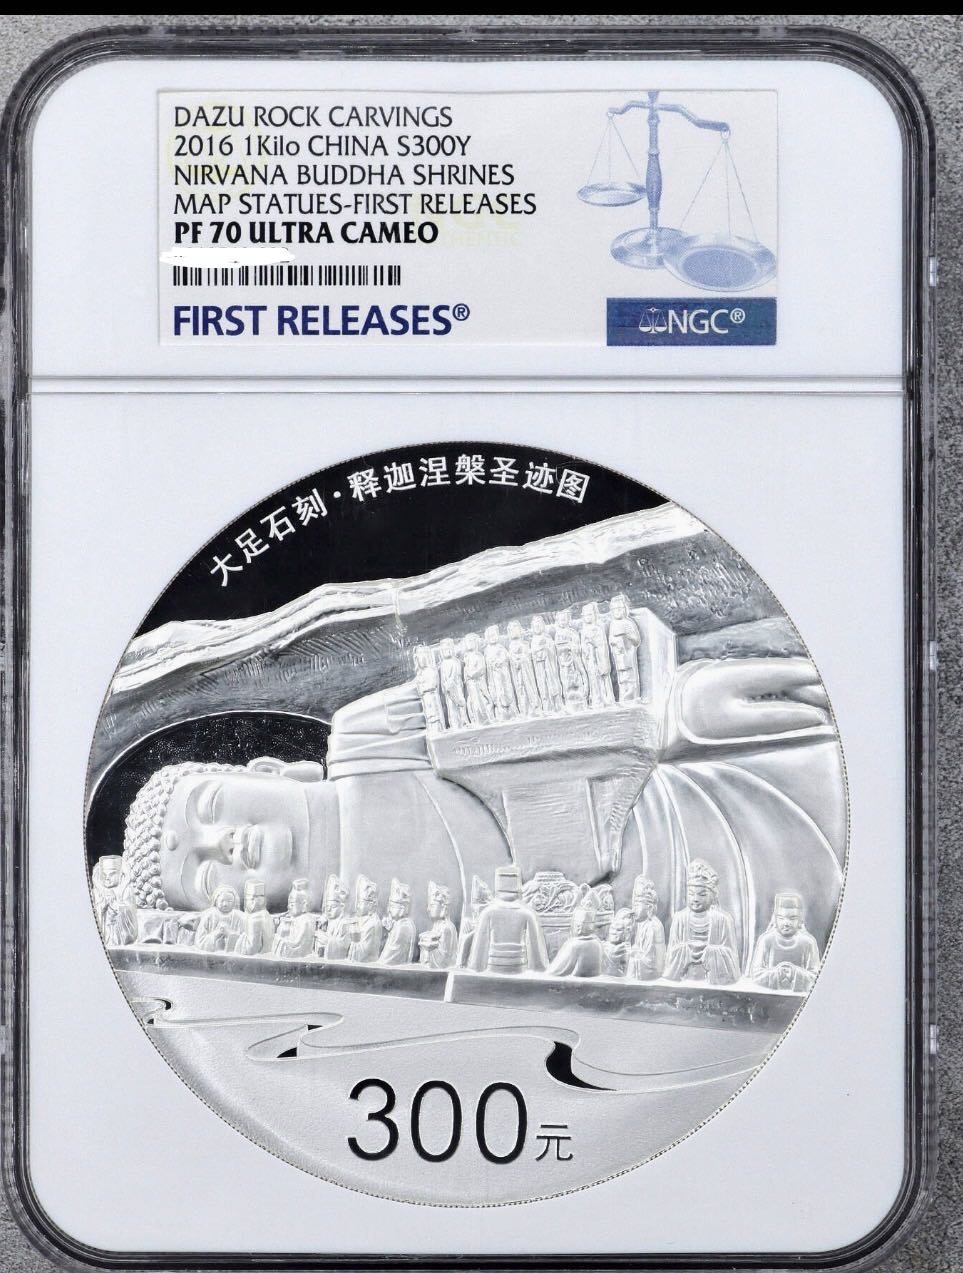 DAZU ROCK CARVINGS
2016 1Kilo CHINA S300Y
NIRVANA BUDDHA SHRINES
MAP STATUES-FIRST RELEASES
PF 70 ULTRA CAMEO
FIRST RELEASES®
NGC®
大足石刻·释迦涅槃圣迹图
300元